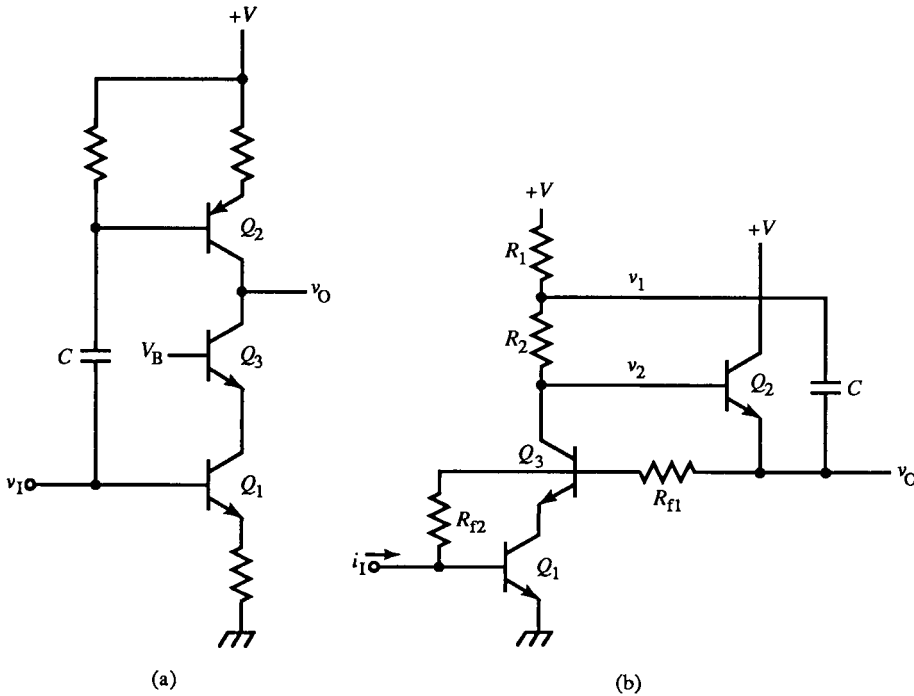 +V
Q2
vO
C
VB
Q3
vI
Q1
(a)
+V
R1
v1
+V
R2
v2
Q2
C
Q3
Rf1
vO
Rf2
iI
Q1
(b)